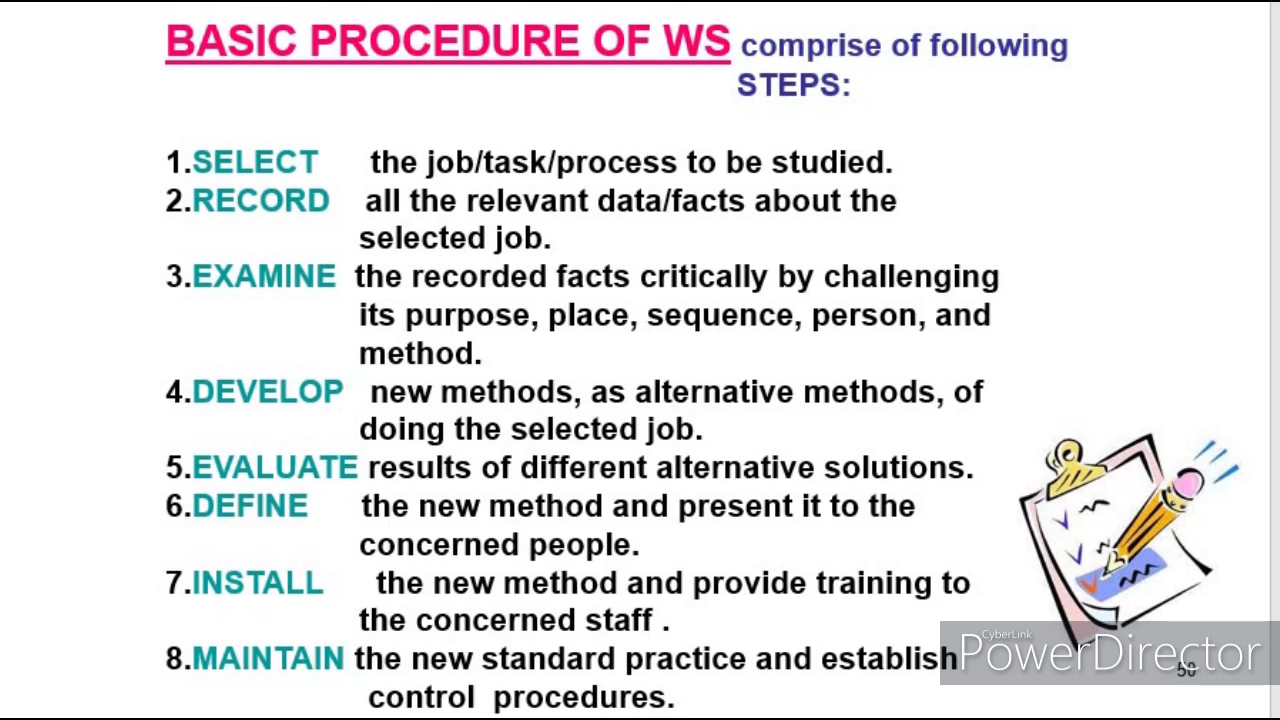 BASIC PROCEDURE OF WS comprise of following
STEPS:
1.SELECT the job/task/process to be studied.
2.RECORD all the relevant data/facts about the
selected job.
3.EXAMINE the recorded facts critically by challenging
its purpose, place, sequence, person, and
method.
4.DEVELOP new methods, as alternative methods, of
doing the selected job.
5.EVALUATE results of different alternative solutions.
6.DEFINE the new method and present it to the
concerned people.
7.INSTALL the new method and provide training to
the concerned staff .
8.MAINTAIN the new standard practice and establish
control procedures.
CyberLink
PowerDirector
50